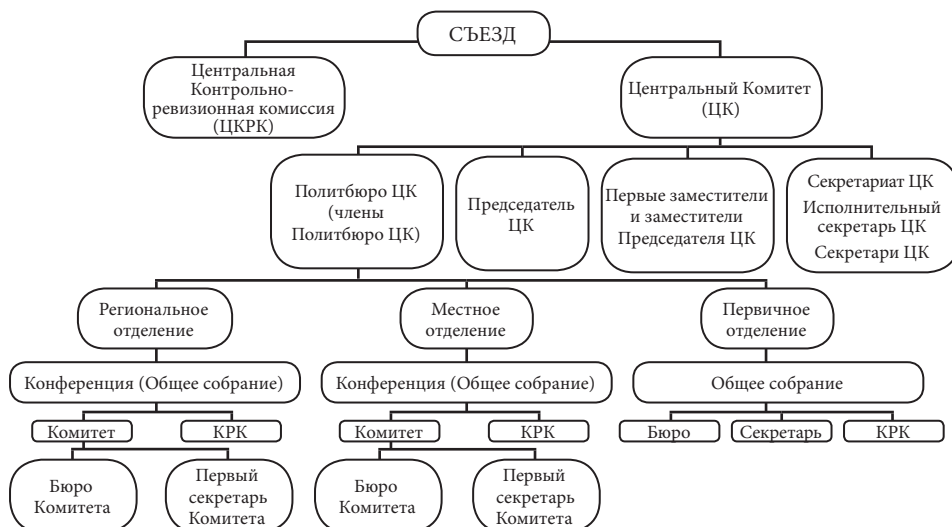 СЪЕЗД
Центральная
Контрольно-
ревизионная комиссия
(ЦКРК)
Центральный Комитет
(ЦК)
Политбюро ЦК
(члены
Политбюро ЦК)
Председатель
ЦК
Первые заместители
и заместители
Председателя ЦК
Секретариат ЦК
Исполнительный
секретарь ЦК
Секретари ЦК
Региональное
отделение
Местное
отделение
Первичное
отделение
Конференция (Общее собрание)
Конференция (Общее собрание)
Общее собрание
Комитет
КРК
Комитет
КРК
Бюро
Секретарь
КРК
Бюро
Комитета
Первый
секретарь
Комитета
Бюро
Комитета
Первый
секретарь
Комитета